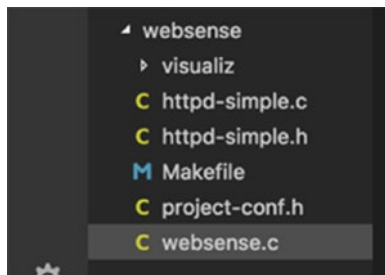 websense
visualiz
C httpd-simple.c
C httpd-simple.h
M Makefile
C project-conf.h
C websense.c